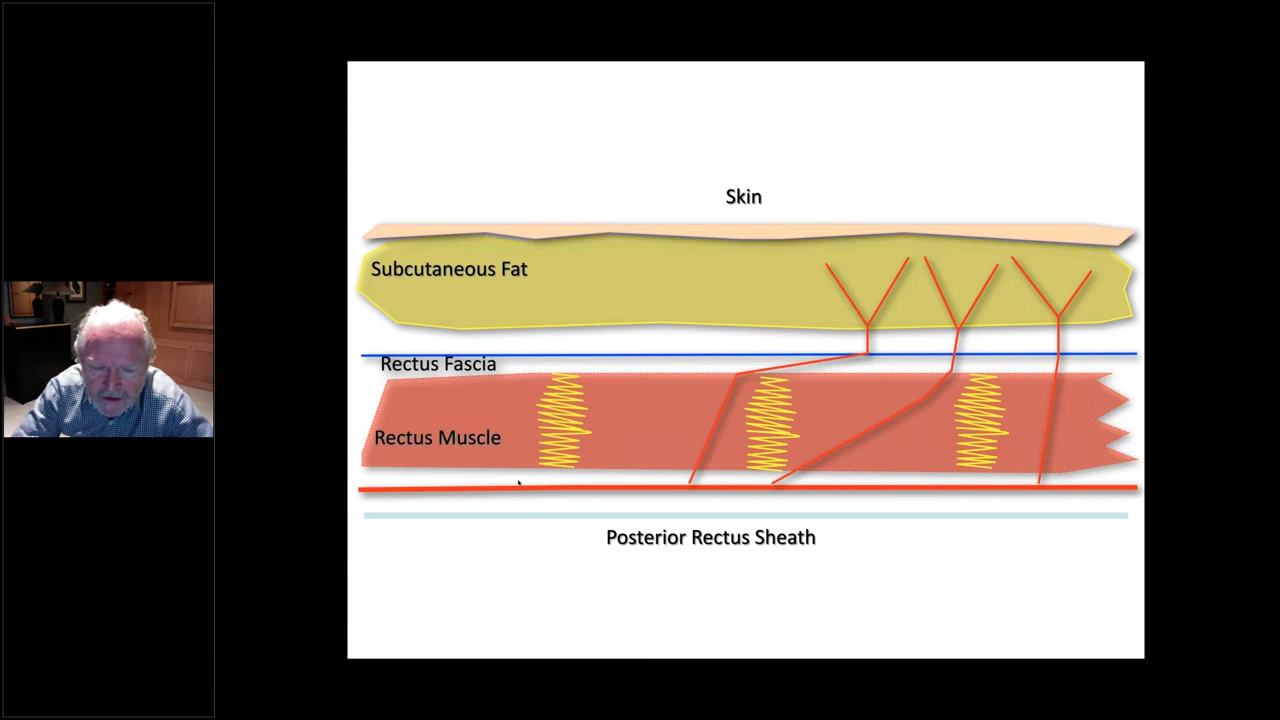 Skin
Subcutaneous Fat
Rectus Fascia
Rectus Muscle
Posterior Rectus Sheath